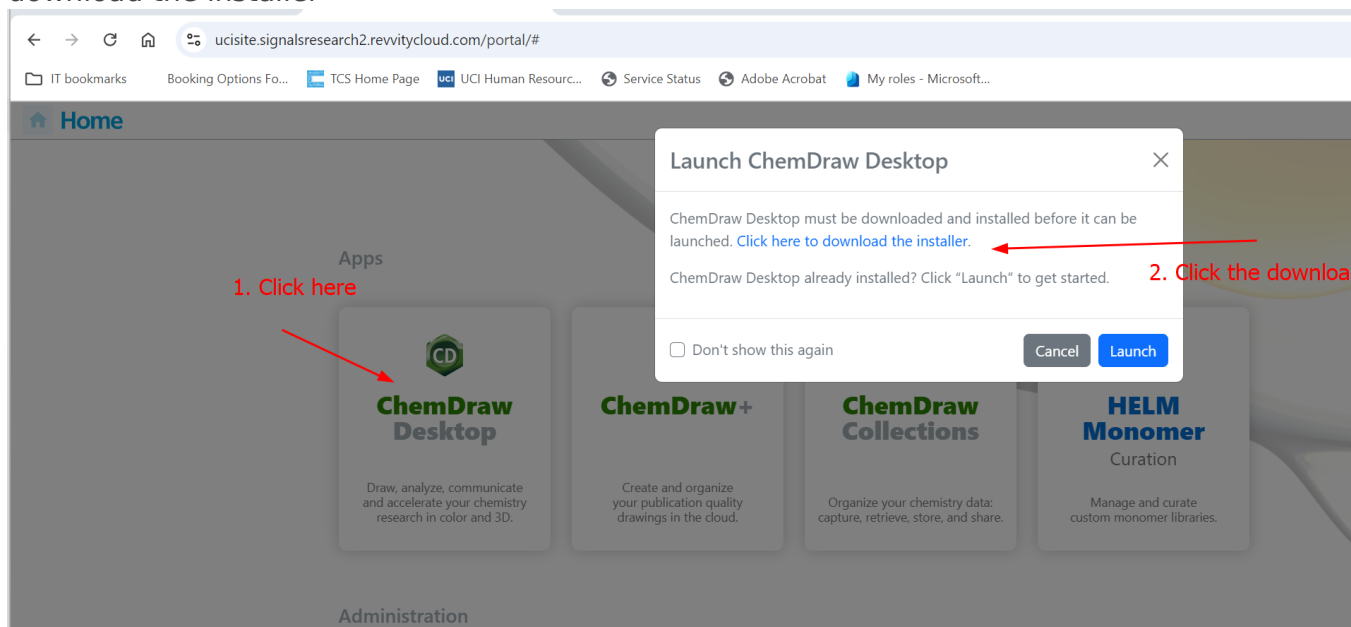 download the installer
ucisite.signalsresearch2.revvitycloud.com/portal/#
IT bookmarks Booking Options Fo... TCS Home Page UCI UCI Human Resourc... Service Status Adobe Acrobat My roles - Microsoft...
Home
Launch ChemDraw Desktop
ChemDraw Desktop must be downloaded and installed before it can be
launched. Click here to download the installer.
ChemDraw Desktop already installed? Click "Launch" to get started.
Don't show this again
Cancel Launch
Apps
1. Click here
2. Click the downloa
CD
ChemDraw
Desktop
Draw, analyze, communicate
and accelerate your chemistry
research in color and 3D.
ChemDraw+
Create and organize
your publication quality
drawings in the cloud.
ChemDraw
Collections
Organize your chemistry data:
capture, retrieve, store, and share.
HELM
Monomer
Curation
Manage and curate
custom monomer libraries.
Administration